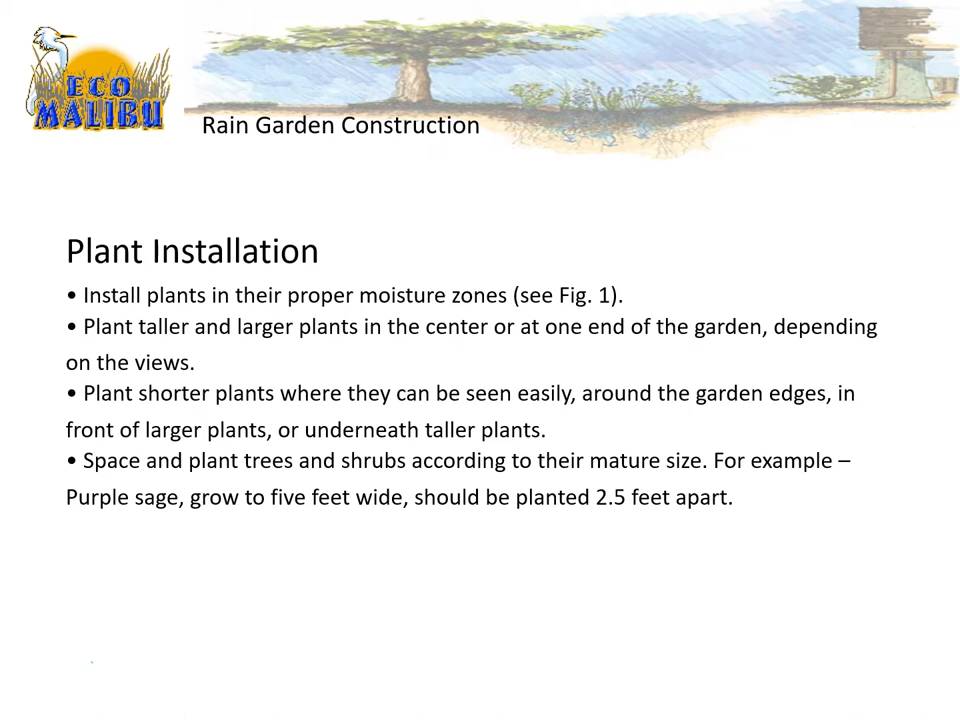 ECO
MALIBU
Rain Garden Construction
Plant Installation
• Install plants in their proper moisture zones (see Fig. 1).
• Plant taller and larger plants in the center or at one end of the garden, depending
on the views.
• Plant shorter plants where they can be seen easily, around the garden edges, in
front of larger plants, or underneath taller plants.
• Space and plant trees and shrubs according to their mature size. For example –
Purple sage, grow to five feet wide, should be planted 2.5 feet apart.